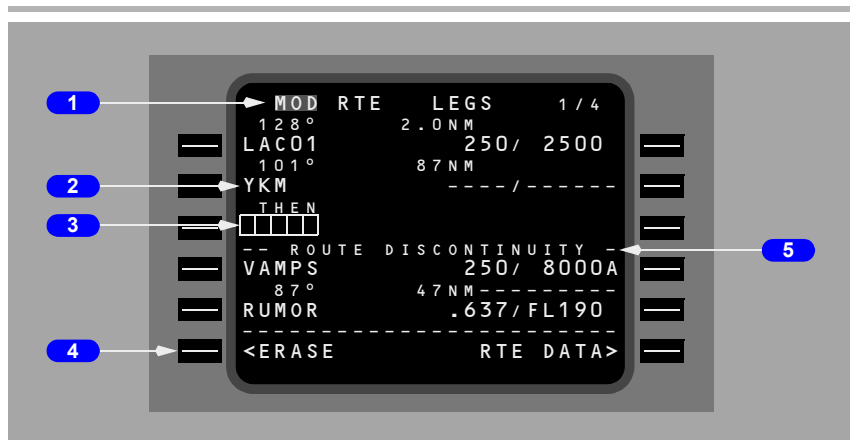 MOD RTE LEGS 1/4
128° 2.0NM
LACO1 250/ 2500
101° 87NM
YKM ----/------
THEN
□□□□□
-- ROUTE DISCONTINUITY -
VAMPS 250/ 8000A
87° 47NM---------
RUMOR .637/FL190
------------------------
<ERASE RTE DATA>
1
2
3
4
5